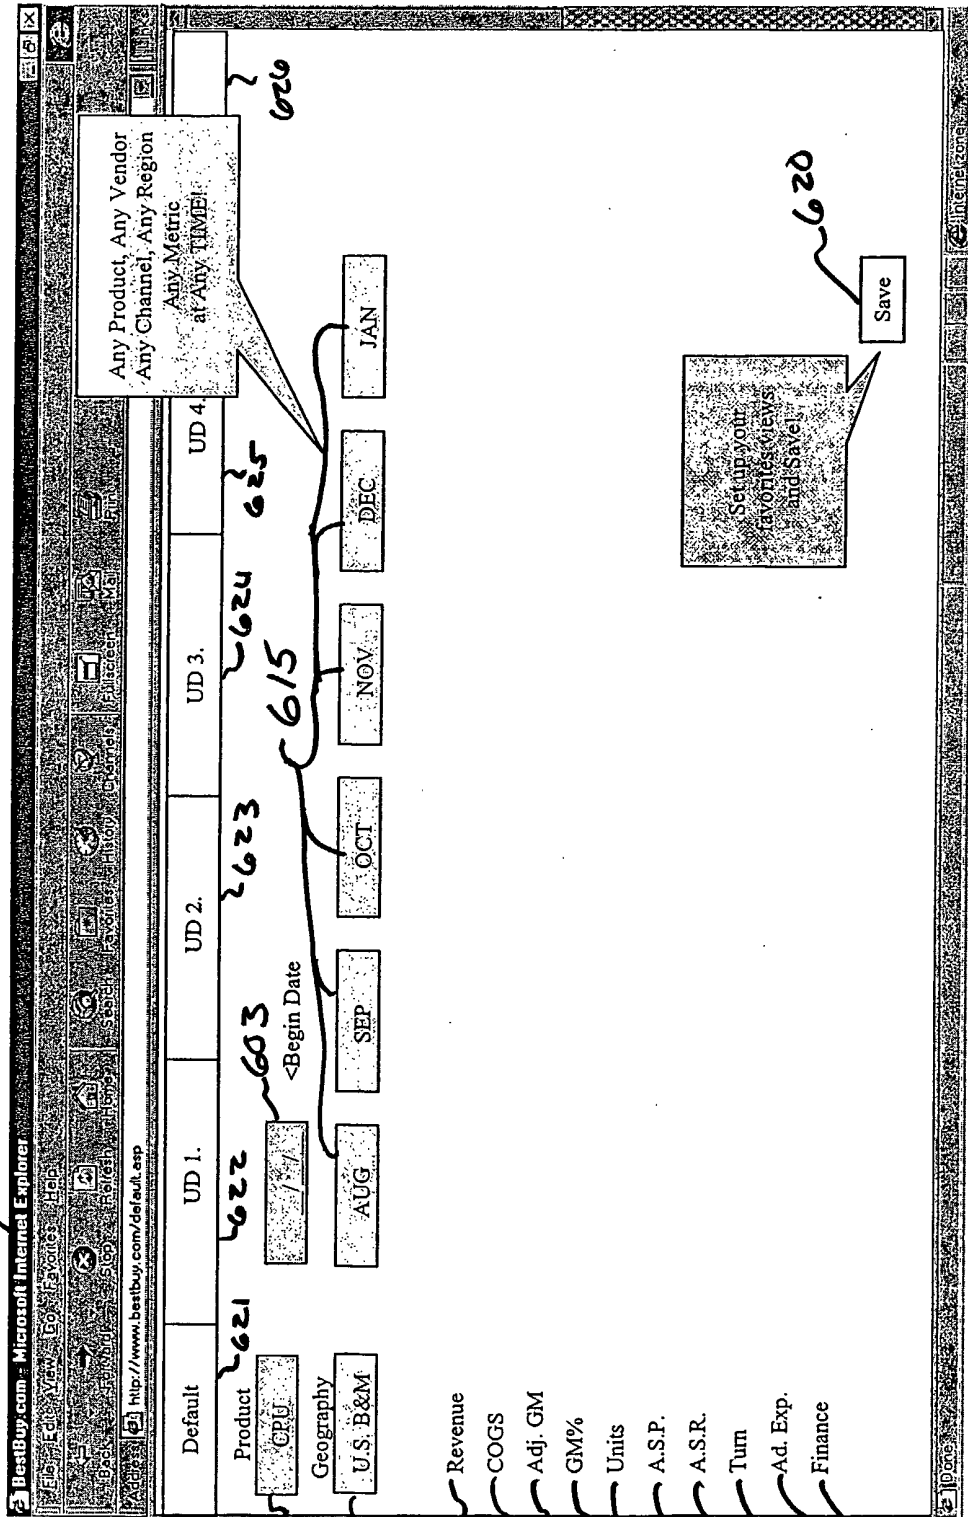 BestBuy.com - Microsoft Internet Explorer
File Edit View Go Favorites Help
Back Forward Stop Refresh Home Search Favorites History Channels Fullscreen Mail Print
Address http://www.bestbuy.com/default.asp
Default UD 1. UD 2. UD 3. UD 4.
621 622 623 624 625 626
Any Product, Any Vendor
Any Channel, Any Region
Any Metric
at Any TIME!
Product
CPU
/ /
603
<Begin Date
615
Geography
U.S. B&M AUG SEP OCT NOV DEC JAN
Revenue
COGS
Adj. GM
GM%
Units
A.S.P.
A.S.R.
Turn
Ad. Exp.
Finance
Set up your
favorites views
and Save!
Save
620
Done
Internet zone